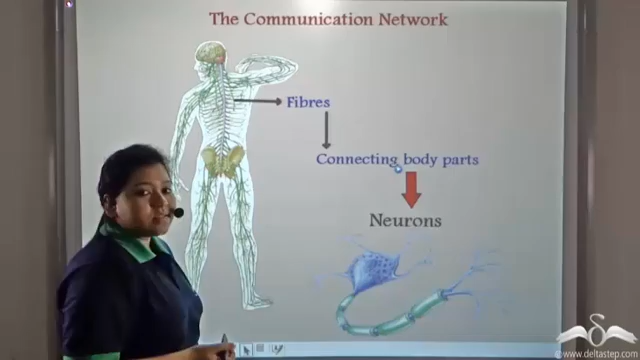 The Communication Network
Fibres
Connecting body parts
Neurons
© www.deltastep.com